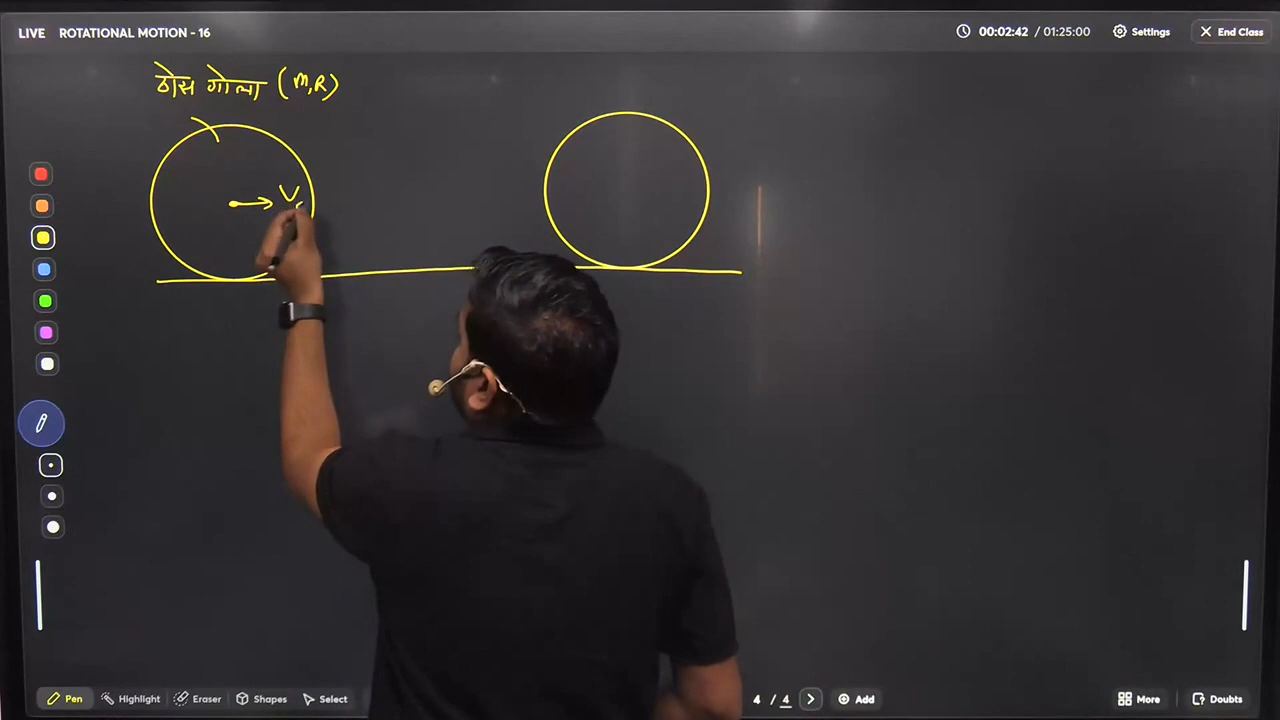 LIVE ROTATIONAL MOTION - 16
00:02:42 / 01:25:00
Settings
End Class
ठोस गोला (M,R)
V
Pen
Highlight
Eraser
Shapes
Select
4 / 4
Add
More
Doubts